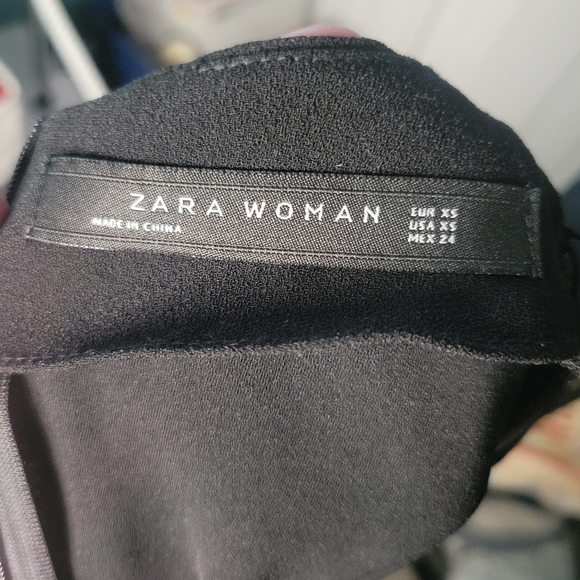 ZARA WOMAN
MADE IN CHINA
EUR XS
USA XS
MEX 24